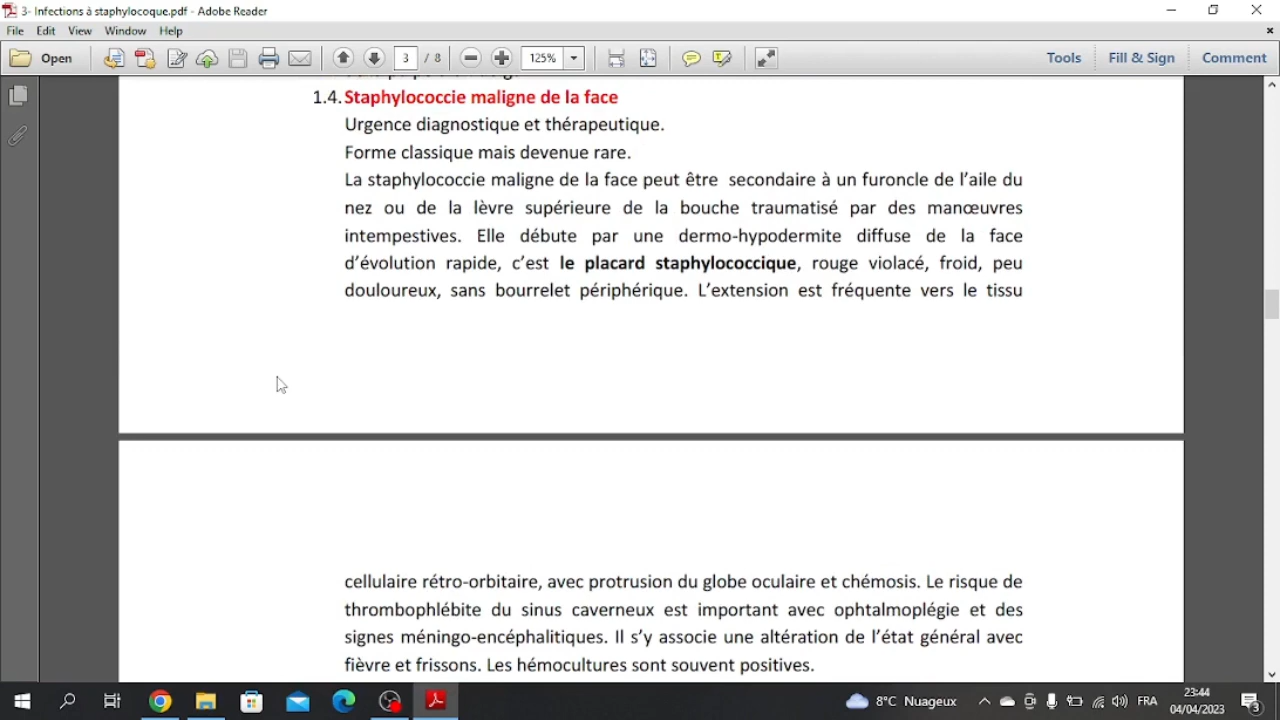 3- Infections à staphylocoque.pdf - Adobe Reader
File Edit View Window Help
Open 3 / 8 125% Tools Fill & Sign Comment
1.4. Staphylococcie maligne de la face
Urgence diagnostique et thérapeutique.
Forme classique mais devenue rare.
La staphylococcie maligne de la face peut être secondaire à un furoncle de l'aile du
nez ou de la lèvre supérieure de la bouche traumatisé par des manœuvres
intempestives. Elle débute par une dermo-hypodermite diffuse de la face
d'évolution rapide, c'est le placard staphylococcique, rouge violacé, froid, peu
douloureux, sans bourrelet périphérique. L'extension est fréquente vers le tissu
cellulaire rétro-orbitaire, avec protrusion du globe oculaire et chémosis. Le risque de
thrombophlébite du sinus caverneux est important avec ophtalmoplégie et des
signes méningo-encéphalitiques. Il s'y associe une altération de l'état général avec
fièvre et frissons. Les hémocultures sont souvent positives.
8°C Nuageux FRA 23:44
04/04/2023 3